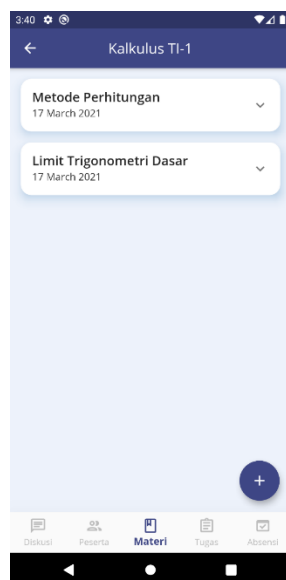 3:40
Kalkulus TI-1
Metode Perhitungan
17 March 2021
Limit Trigonometri Dasar
17 March 2021
+
Diskusi Peserta Materi Tugas Absensi